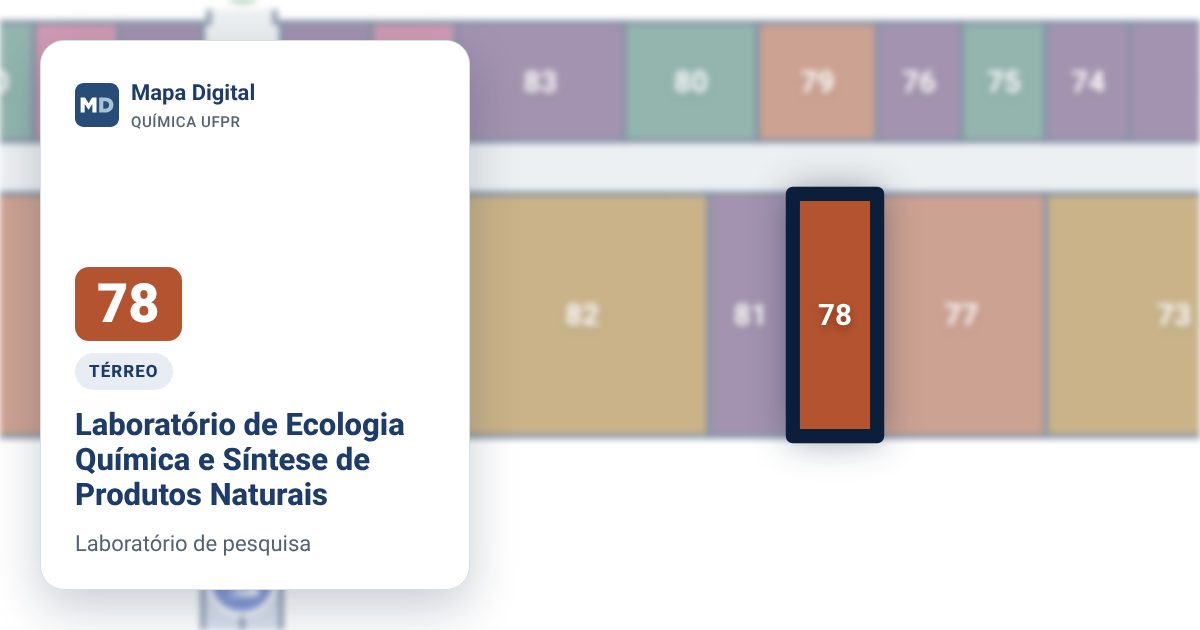 83
80
79
76
75
74
MD
Mapa Digital
QUÍMICA UFPR
78
TÉRREO
Laboratório de Ecologia
Química e Síntese de
Produtos Naturais
Laboratório de pesquisa
82
81
78
77
73